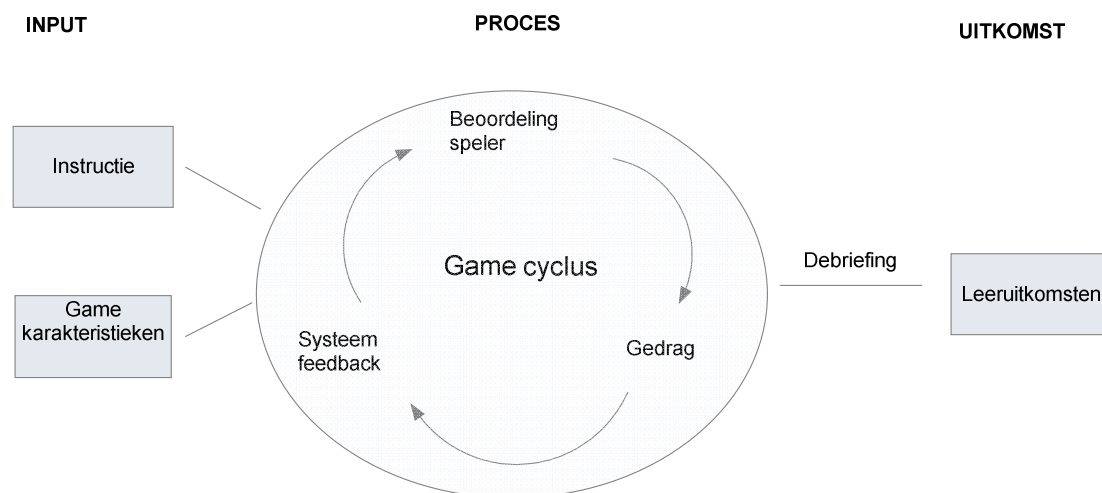 INPUT
PROCES
UITKOMST
Instructie
Game
karakteristieken
Beoordeling
speler
Game cyclus
Systeem
feedback
Gedrag
Debriefing
Leeruitkomsten